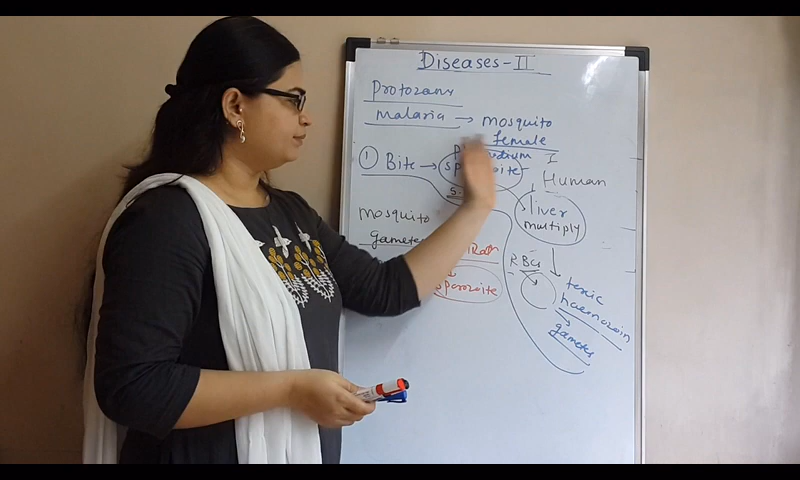 Diseases-II
Protozans
malaria → mosquito
female
① Bite →
Human
liver
multiply
mosquito
RBCs
toxic
haemozoin
gametes
sporozoite